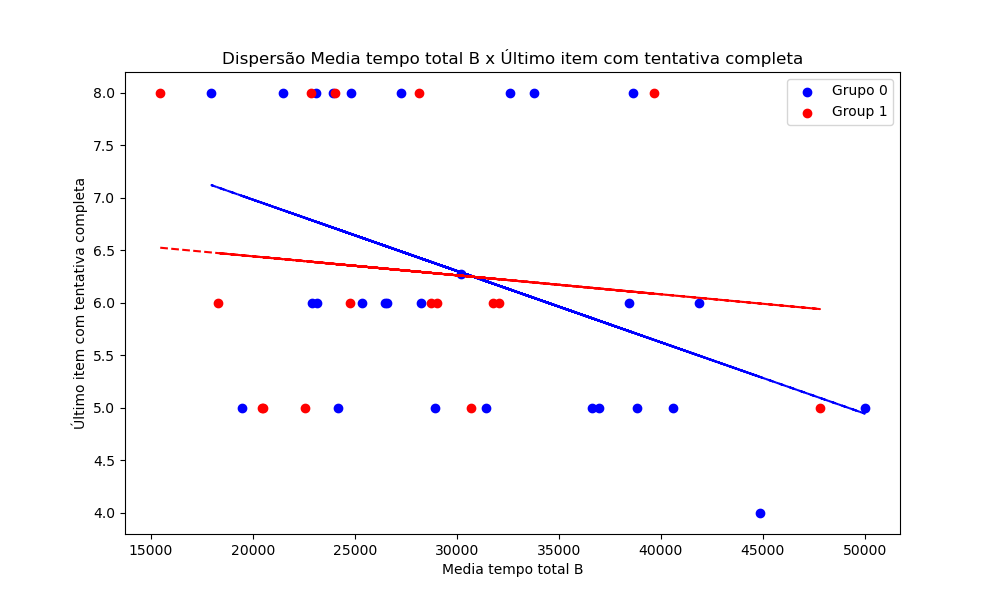 Dispersão Media tempo total B x Último item com tentativa completa
Grupo 0
Group 1
8.0
7.5
7.0
6.5
6.0
5.5
5.0
4.5
4.0
Último item com tentativa completa
15000 20000 25000 30000 35000 40000 45000 50000
Media tempo total B